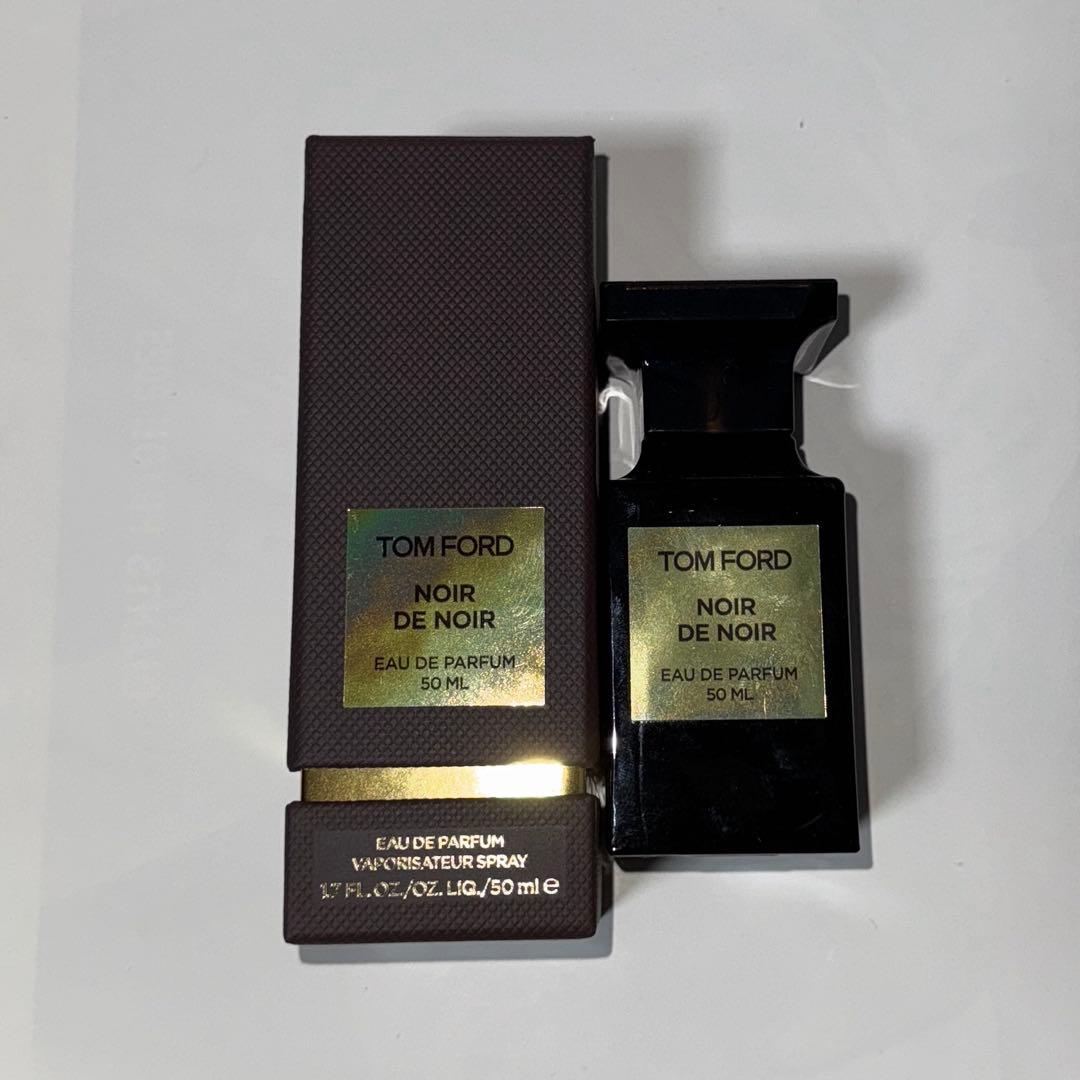 TOM FORD
NOIR
DE NOIR
EAU DE PARFUM
50 ML
EAU DE PARFUM
VAPORISATEUR SPRAY
1.7 FL.OZ./OZ. LIQ./50 ml e
TOM FORD
NOIR
DE NOIR
EAU DE PARFUM
50 ML